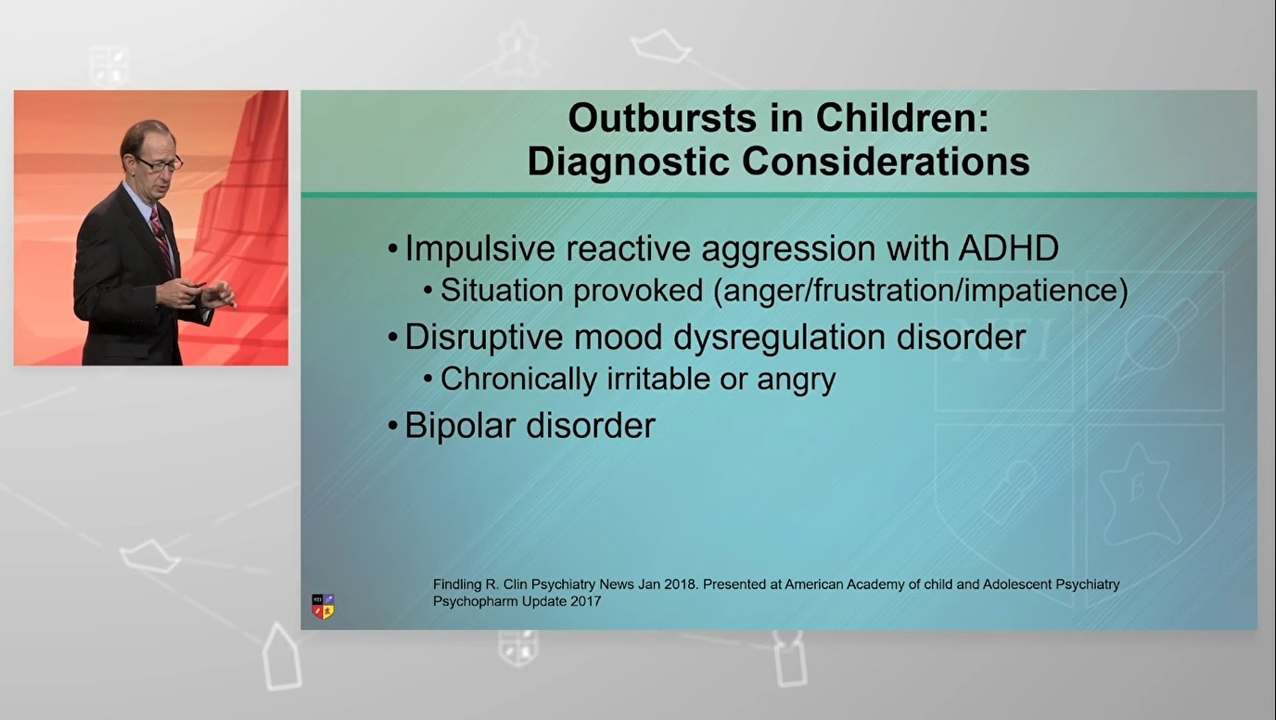 Outbursts in Children:
Diagnostic Considerations
• Impulsive reactive aggression with ADHD
• Situation provoked (anger/frustration/impatience)
• Disruptive mood dysregulation disorder
• Chronically irritable or angry
• Bipolar disorder
NEI
E
Findling R. Clin Psychiatry News Jan 2018. Presented at American Academy of child and Adolescent Psychiatry
Psychopharm Update 2017
NEI